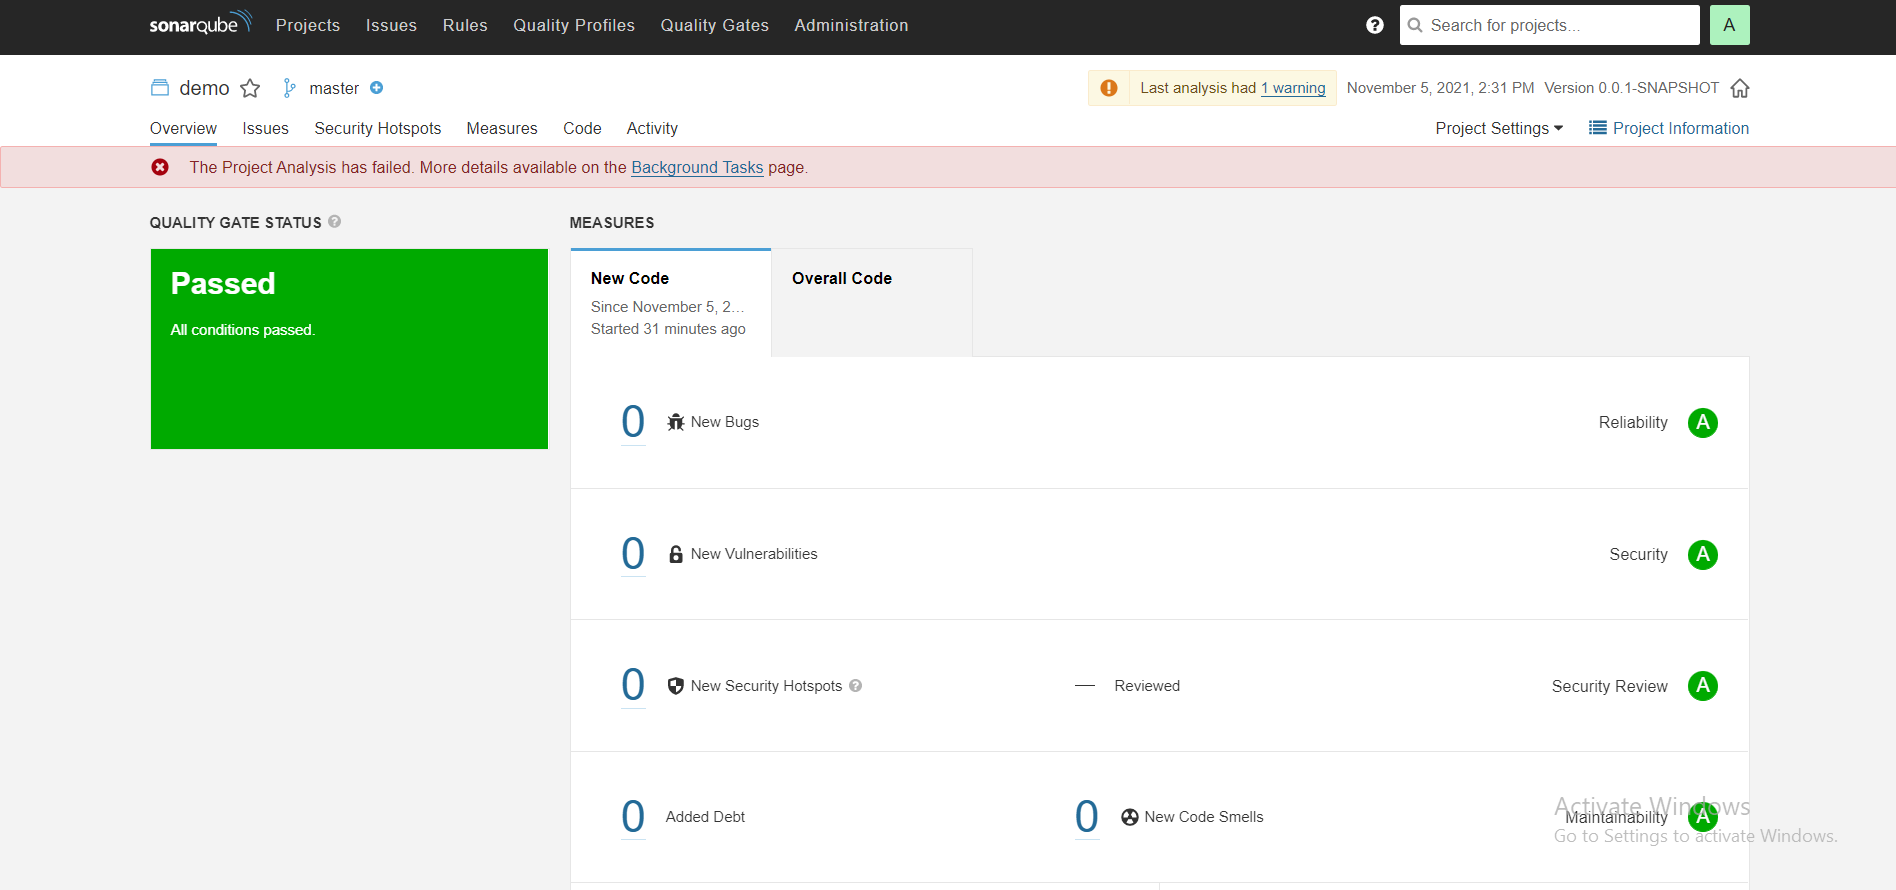 sonarqube Projects Issues Rules Quality Profiles Quality Gates Administration ? Search for projects... A
demo master Last analysis had 1 warning November 5, 2021, 2:31 PM Version 0.0.1-SNAPSHOT
Overview Issues Security Hotspots Measures Code Activity Project Settings Project Information
The Project Analysis has failed. More details available on the Background Tasks page.
QUALITY GATE STATUS ?
MEASURES
Passed
All conditions passed.
New Code
Since November 5, 2...
Started 31 minutes ago
Overall Code
0 New Bugs Reliability A
0 New Vulnerabilities Security A
0 New Security Hotspots ? Reviewed Security Review A
0 Added Debt 0 New Code Smells Maintainability A
Activate Windows
Go to Settings to activate Windows.